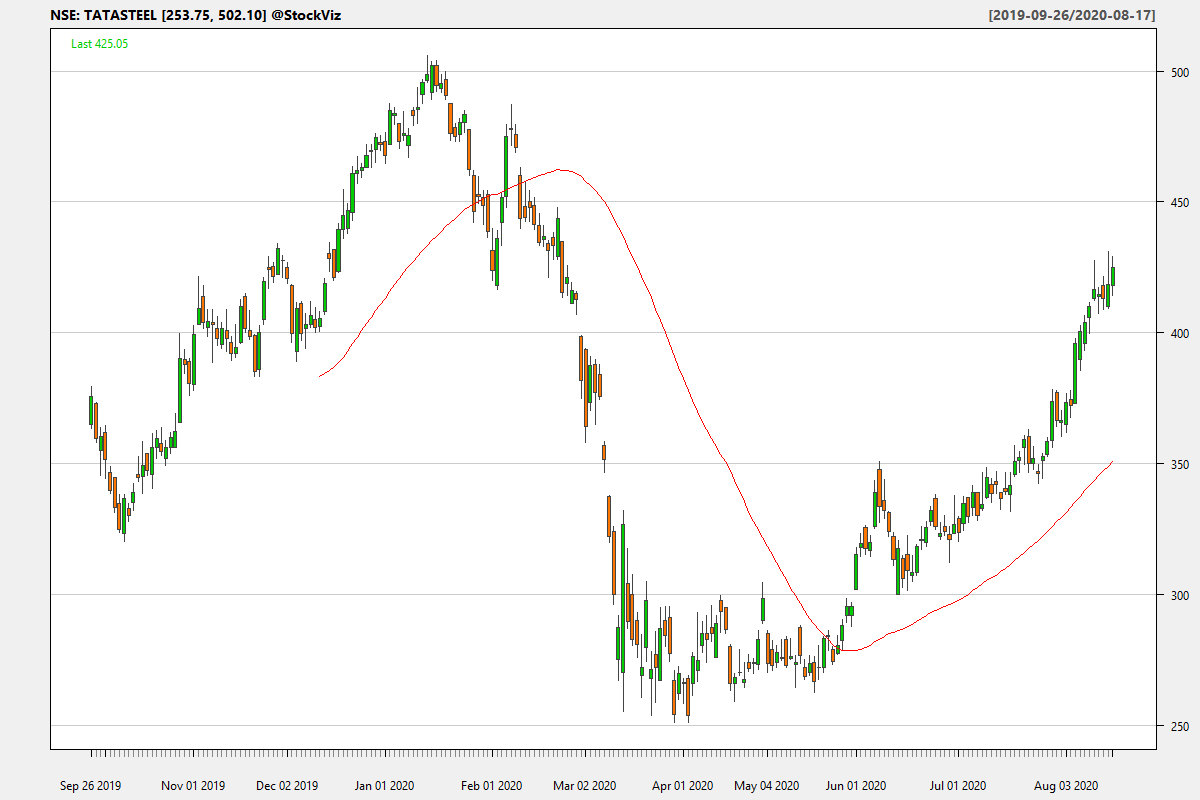 NSE: TATASTEEL [253.75, 502.10] @StockViz [2019-09-26/2020-08-17]
Last 425.05
500
450
400
350
300
250
Sep 26 2019 Nov 01 2019 Dec 02 2019 Jan 01 2020 Feb 01 2020 Mar 02 2020 Apr 01 2020 May 04 2020 Jun 01 2020 Jul 01 2020 Aug 03 2020